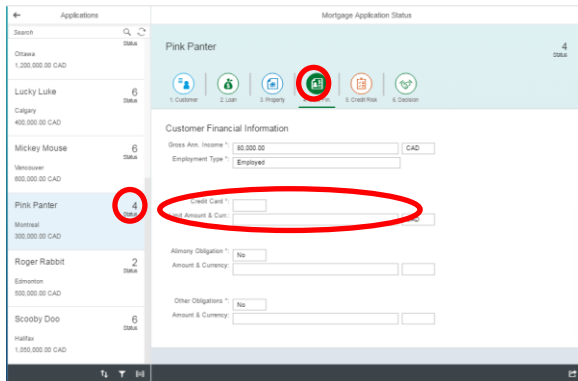 Applications
Mortgage Application Status
Search
Status
Ottawa
1,200,000.00 CAD
Lucky Luke
6
Status
Calgary
400,000.00 CAD
Mickey Mouse
6
Status
Vancouver
600,000.00 CAD
Pink Panter
4
Status
Montreal
300,000.00 CAD
Roger Rabbit
2
Status
Edmonton
500,000.00 CAD
Scooby Doo
6
Status
Halifax
1,050,000.00 CAD
Pink Panter
4
Status
1. Customer
2. Loan
3. Property
5. Credit Risk
6. Decision
Customer Financial Information
Gross Ann. Income *: 80,000.00 CAD
Employment Type *: Employed
Credit Card *:
Amount & Curr.:
Alimony Obligation *: No
Amount & Currency:
Other Obligations *: No
Amount & Currency: